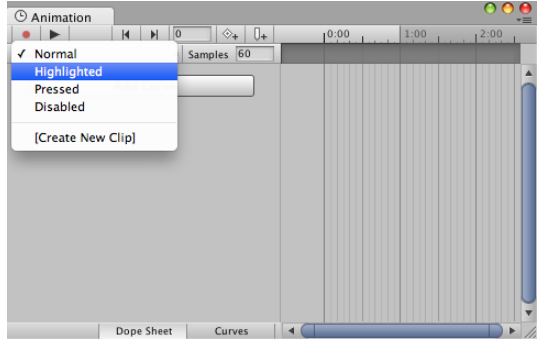 Animation
0
0:00
1:00
2:00
✓ Normal
Samples 60
Highlighted
Pressed
Disabled
[Create New Clip]
Dope Sheet
Curves